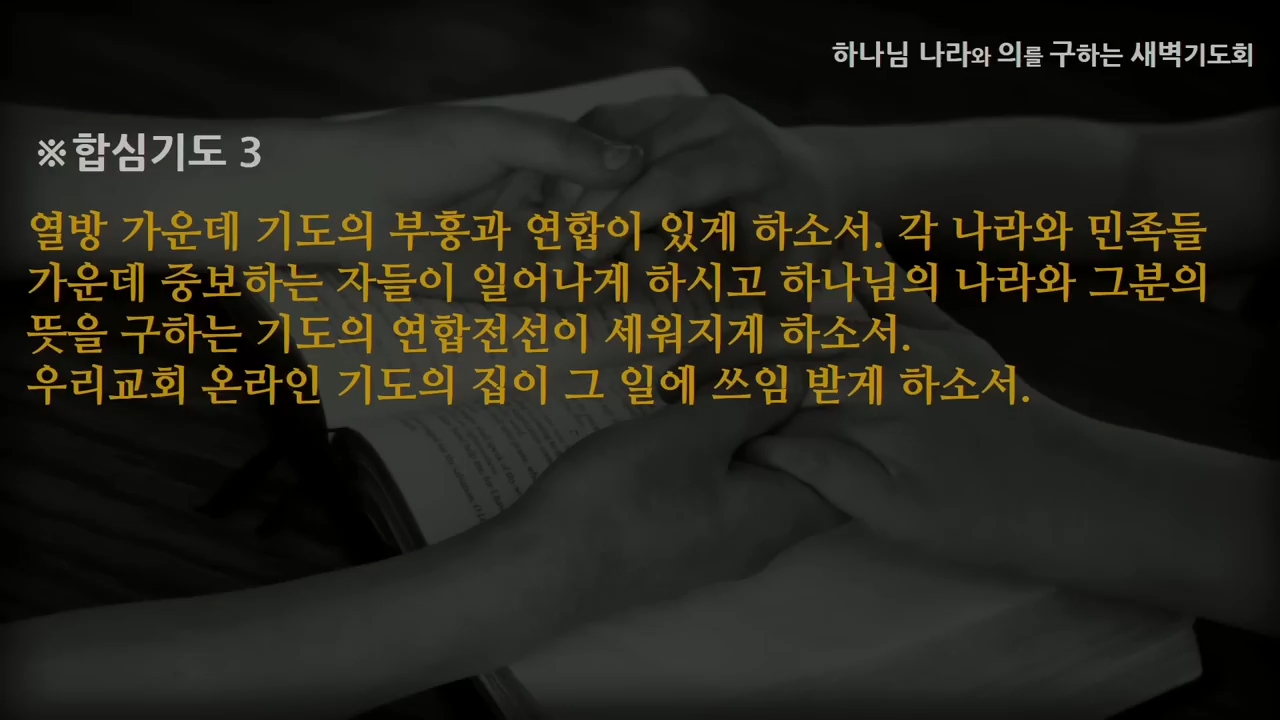 하나님 나라와 의를 구하는 새벽기도회
※합심기도 3
열방 가운데 기도의 부흥과 연합이 있게 하소서. 각 나라와 민족들
가운데 중보하는 자들이 일어나게 하시고 하나님의 나라와 그분의
뜻을 구하는 기도의 연합전선이 세워지게 하소서.
우리교회 온라인 기도의 집이 그 일에 쓰임 받게 하소서.